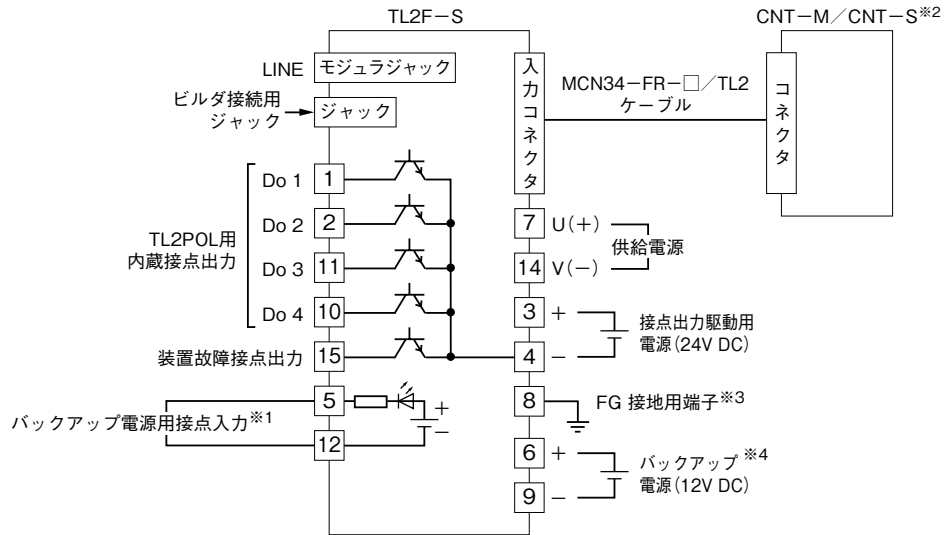 TL2F－S
CNT－M／CNT－S※2
LINE
モジュラジャック
ビルダ接続用
ジャック
ジャック
入力コネクタ
MCN34－FR－□／TL2
ケーブル
コネクタ
TL2POL用
内蔵接点出力
Do 1
1
Do 2
2
Do 3
11
Do 4
10
装置故障接点出力
15
バックアップ電源用接点入力※1
5
12
＋
－
7
U(＋)
供給電源
14
V(－)
3
＋
接点出力駆動用
電源(24V DC)
4
－
8
FG 接地用端子※3
6
＋
バックアップ※4
電源(12V DC)
9
－